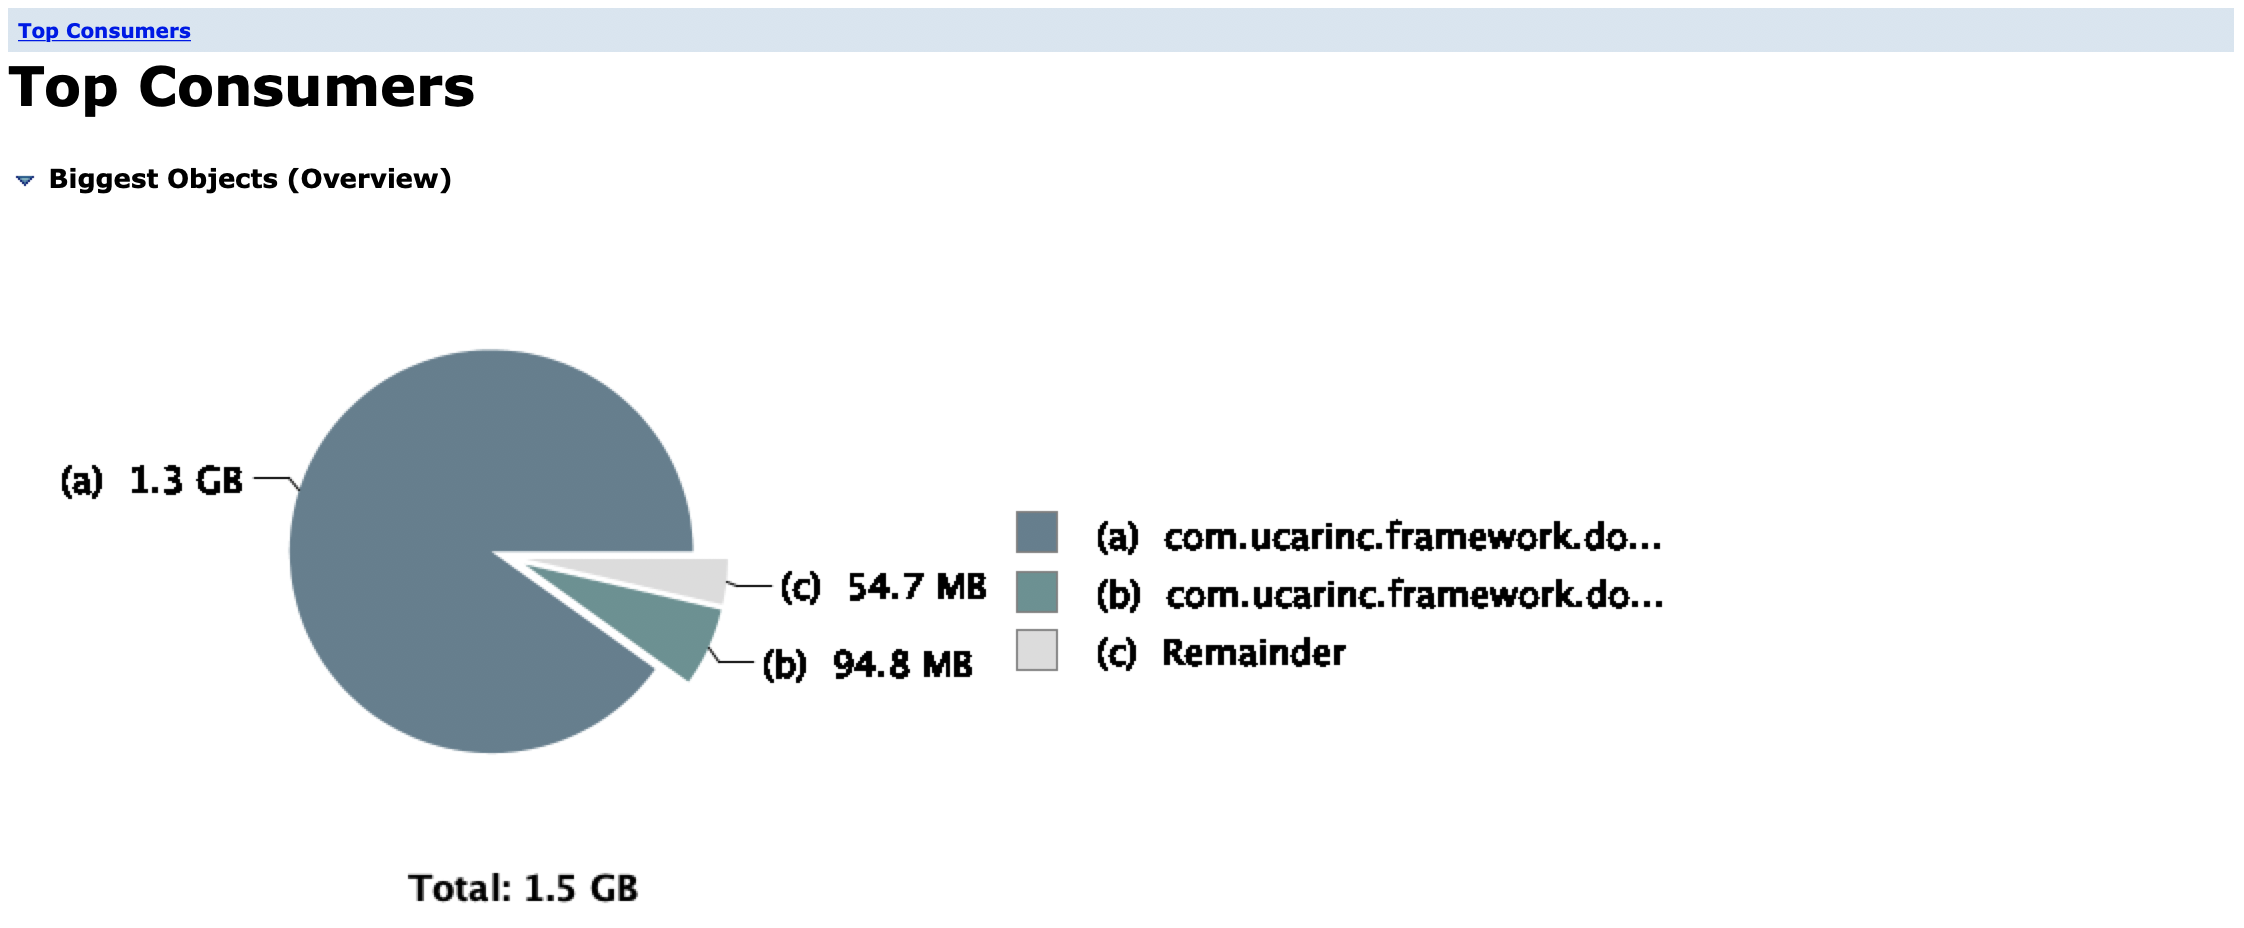 Top Consumers
Top Consumers
Biggest Objects (Overview)
(a) 1.3 GB
(c) 54.7 MB
(b) 94.8 MB
(a) com.ucarinc.framework.do...
(b) com.ucarinc.framework.do...
(c) Remainder
Total: 1.5 GB